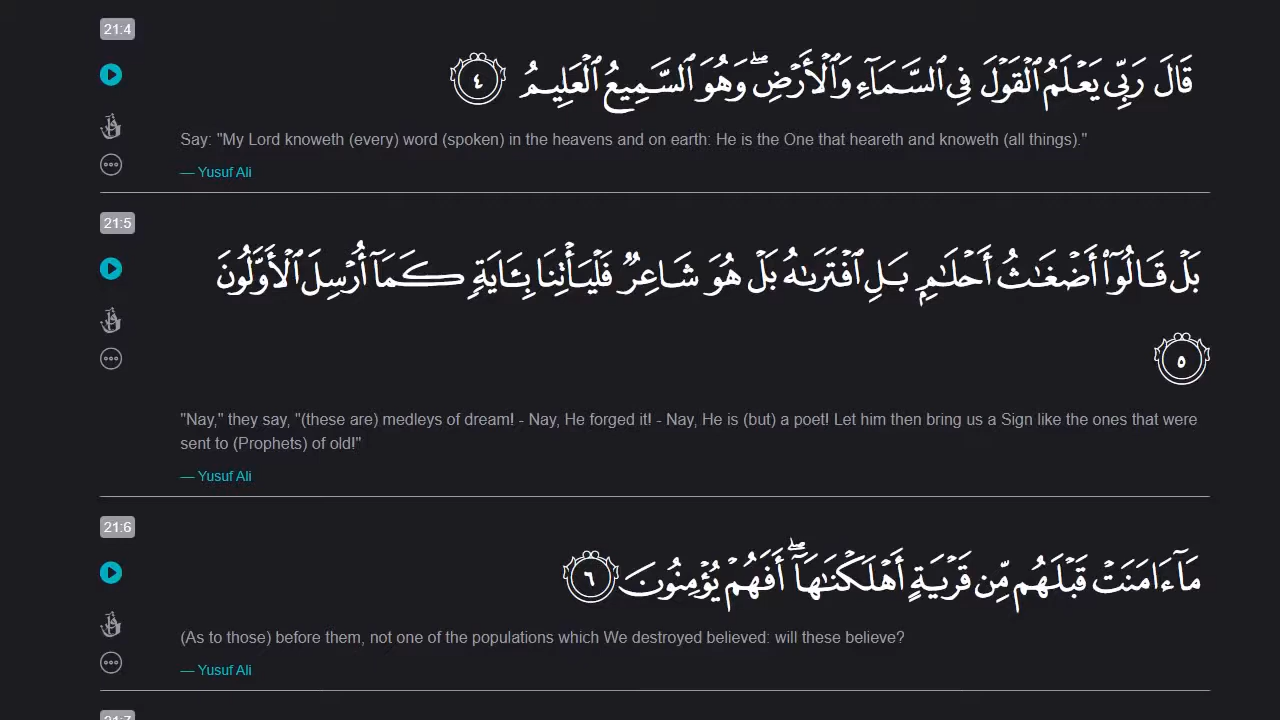 21:4
قَالَ رَبِّى يَعْلَمُ ٱلْقَوْلَ فِى ٱلسَّمَآءِ وَٱلْأَرْضِ ۖ وَهُوَ ٱلسَّمِيعُ ٱلْعَلِيمُ ٤
Say: "My Lord knoweth (every) word (spoken) in the heavens and on earth: He is the One that heareth and knoweth (all things)."
— Yusuf Ali
21:5
بَلْ قَالُوٓا۟ أَضْغَـٰثُ أَحْلَـٰمٍۭ بَلِ ٱفْتَرَىٰهُ بَلْ هُوَ شَاعِرٌ فَلْيَأْتِنَا بِـَٔايَةٍ كَمَآ أُرْسِلَ ٱلْأَوَّلُونَ
٥
"Nay," they say, "(these are) medleys of dream! - Nay, He forged it! - Nay, He is (but) a poet! Let him then bring us a Sign like the ones that were
sent to (Prophets) of old!"
— Yusuf Ali
21:6
مَآ ءَامَنَتْ قَبْلَهُم مِّن قَرْيَةٍ أَهْلَكْنَـٰهَآ ۖ أَفَهُمْ يُؤْمِنُونَ ٦
(As to those) before them, not one of the populations which We destroyed believed: will these believe?
— Yusuf Ali
21:7